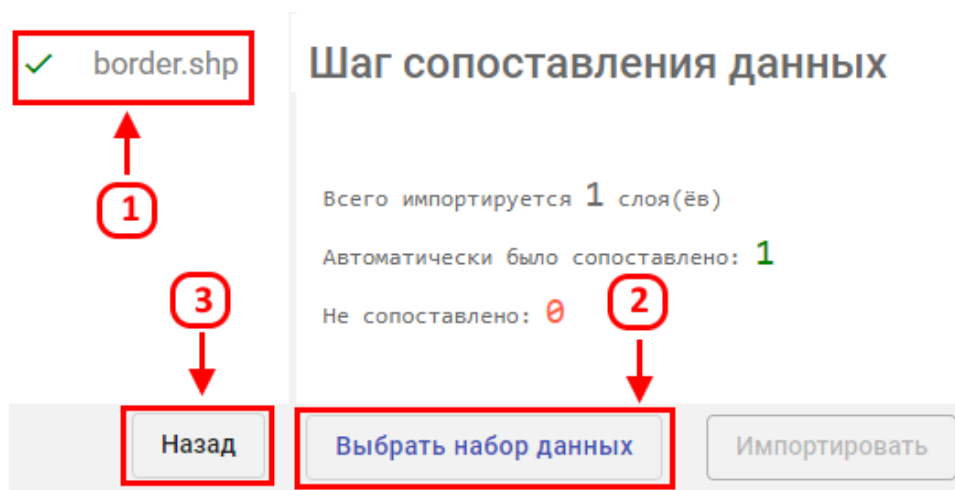 border.shp
Шаг сопоставления данных
1
Всего импортируется 1 слоя(ёв)
Автоматически было сопоставлено: 1
3
2
Не сопоставлено: 0
Назад
Выбрать набор данных
Импортировать